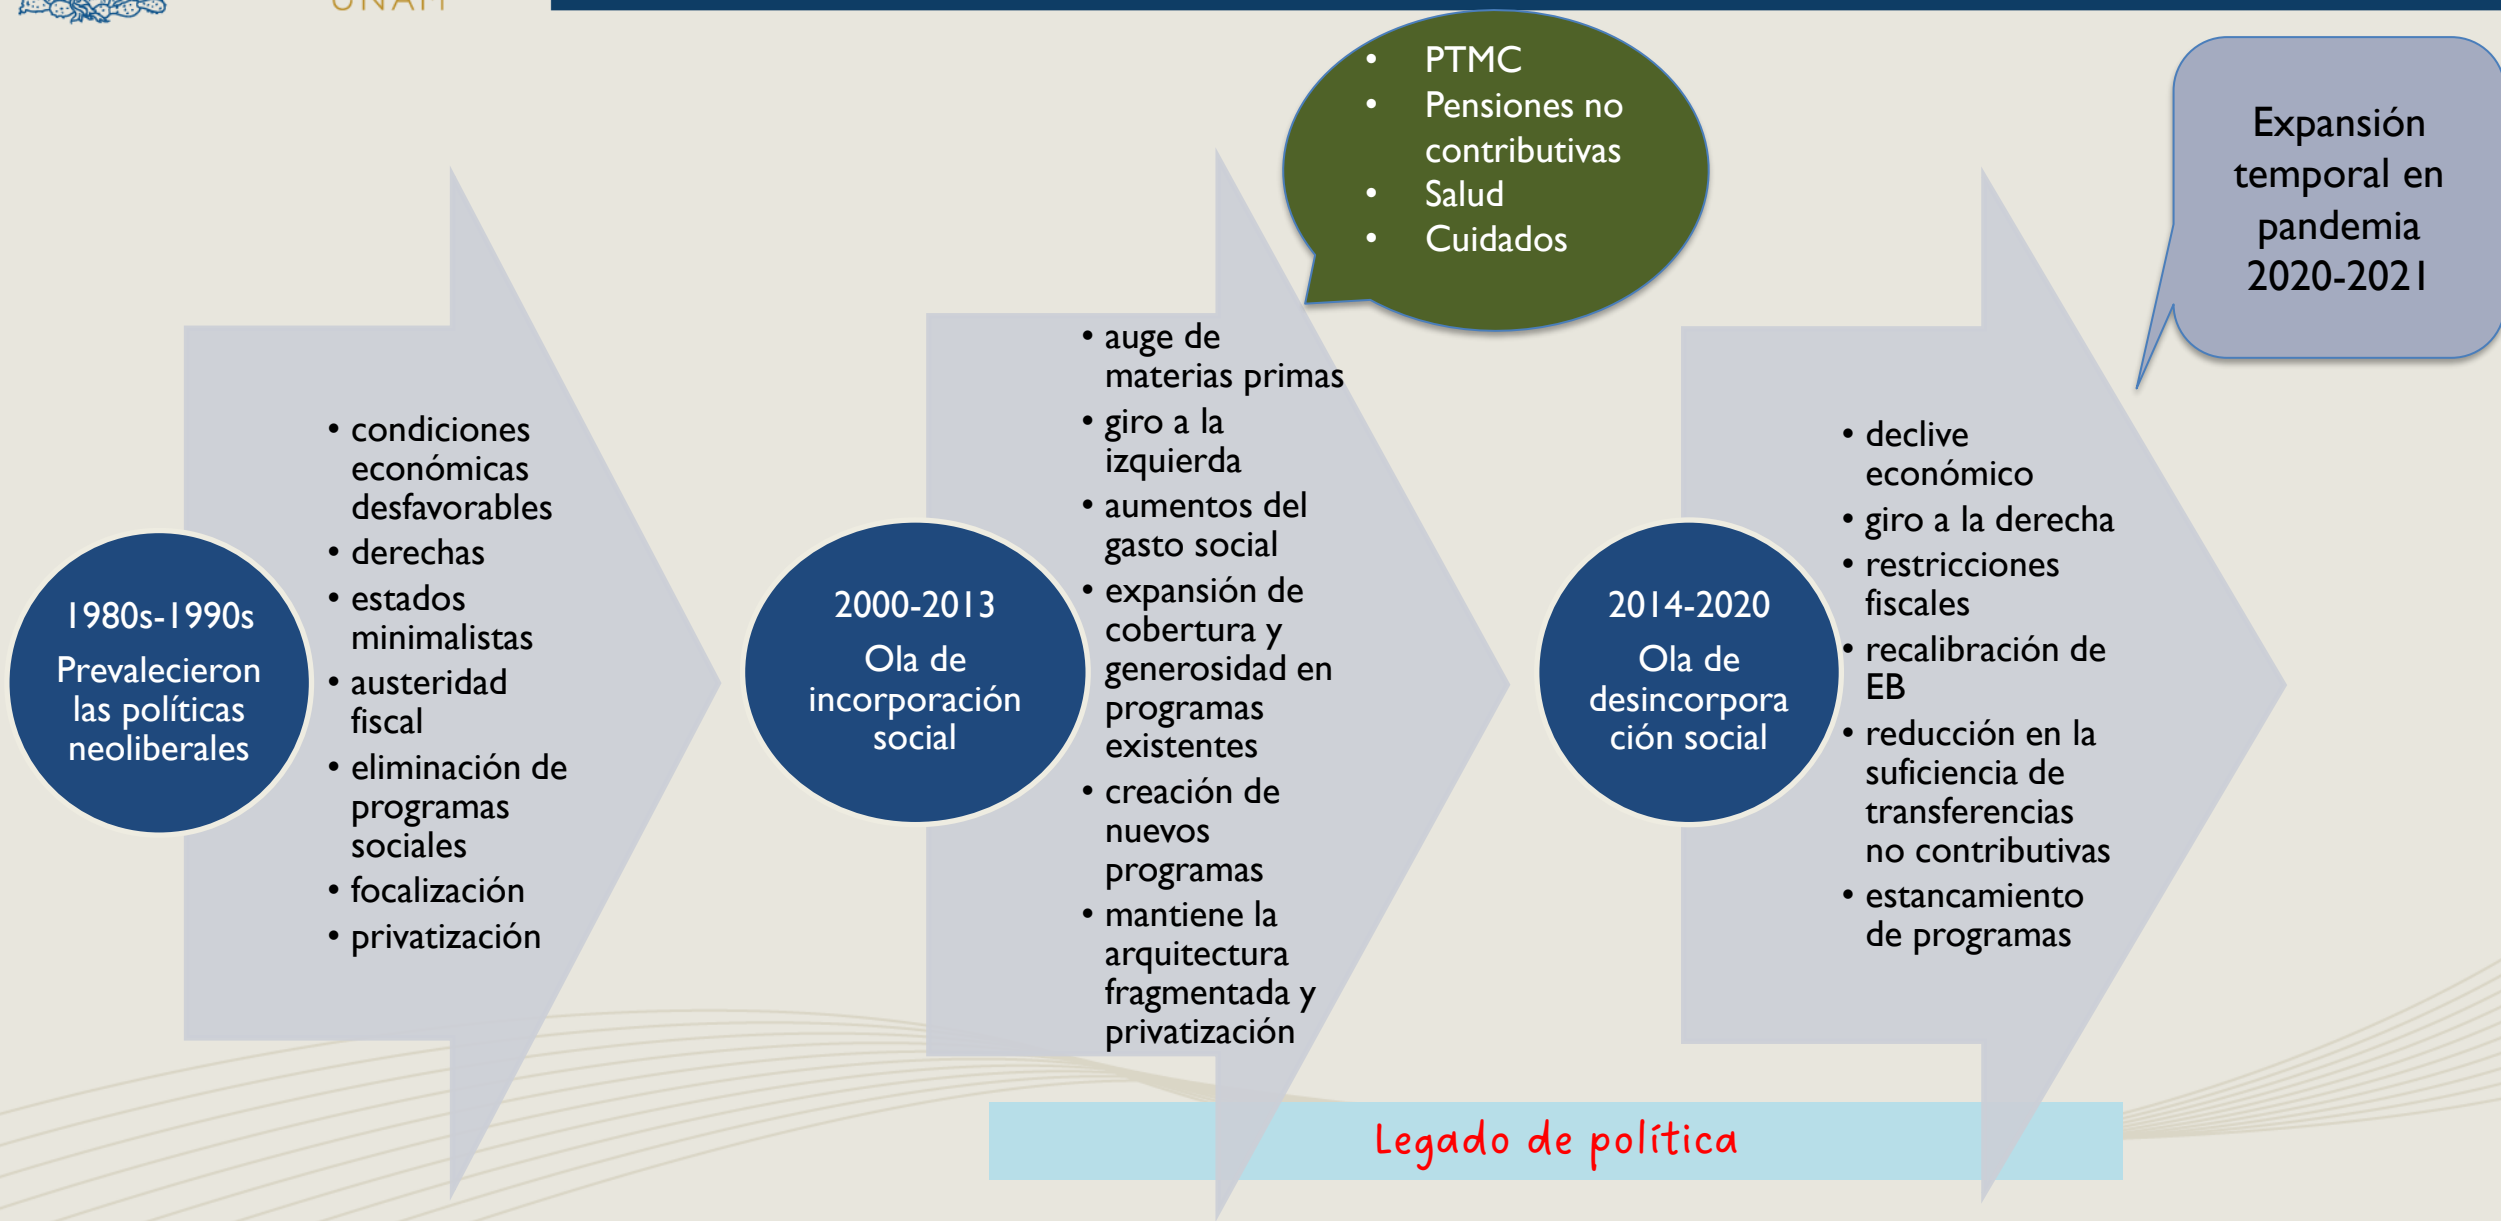 UNAM
• PTMC
• Pensiones no
contributivas
• Salud
• Cuidados
Expansión
temporal en
pandemia
2020-2021
1980s-1990s
Prevalecieron
las políticas
neoliberales
• condiciones
económicas
desfavorables
• derechas
• estados
minimalistas
• austeridad
fiscal
• eliminación de
programas
sociales
• focalización
• privatización
2000-2013
Ola de
incorporación
social
• auge de
materias primas
• giro a la
izquierda
• aumentos del
gasto social
• expansión de
cobertura y
generosidad en
programas
existentes
• creación de
nuevos
programas
• mantiene la
arquitectura
fragmentada y
privatización
2014-2020
Ola de
desincorpora
ción social
• declive
económico
• giro a la derecha
• restricciones
fiscales
• recalibración de
EB
• reducción en la
suficiencia de
transferencias
no contributivas
• estancamiento
de programas
Legado de política